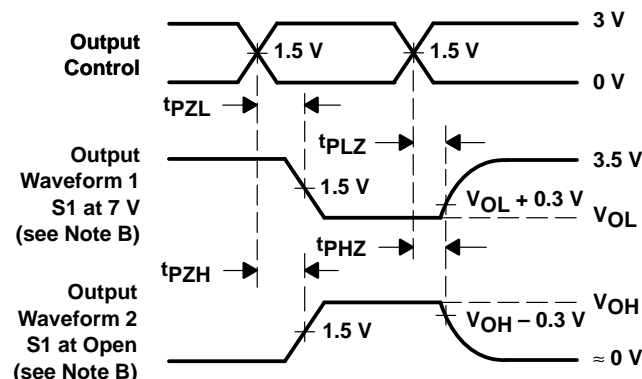 3 V
Output
Control
1.5 V
1.5 V
0 V
tPZL
tPLZ
Output
Waveform 1
S1 at 7 V
(see Note B)
3.5 V
1.5 V
VOL + 0.3 V
VOL
tPHZ
tPZH
Output
Waveform 2
S1 at Open
(see Note B)
VOH
VOH – 0.3 V
1.5 V
≈ 0 V